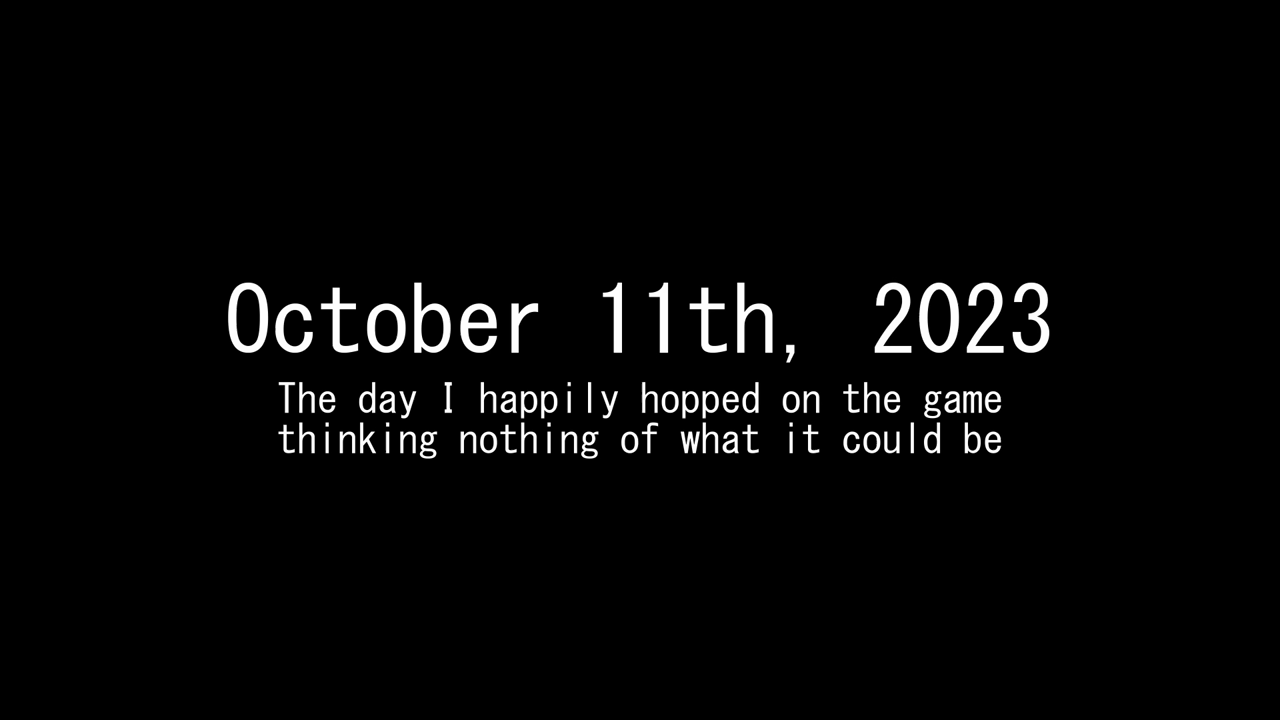 October 11th, 2023
The day I happily hopped on the game
thinking nothing of what it could be